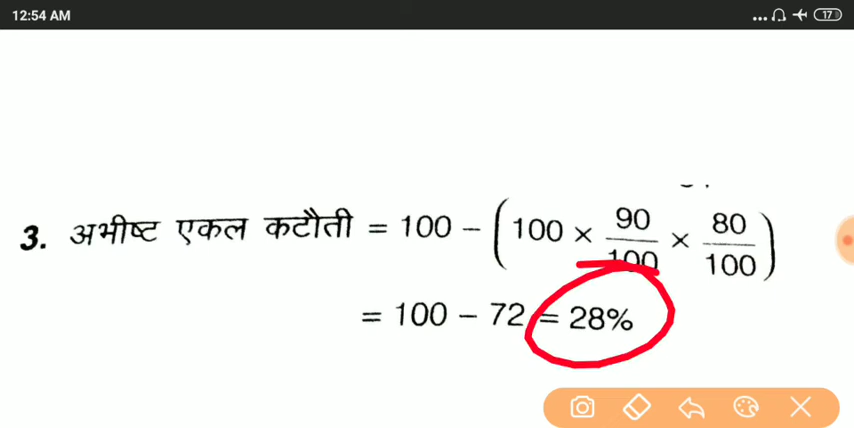 12:54 AM ... 17
3. अभीष्ट एकल कटौती = 100 – (100 × 90/100 × 80/100)
= 100 – 72 = 28%